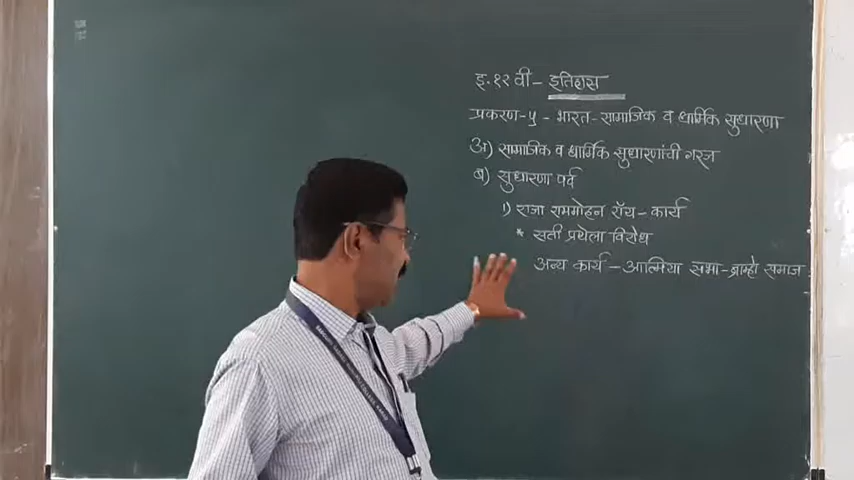 इ.१२ वी - इतिहास
प्रकरण-५ - भारत- सामाजिक व धार्मिक सुधारणा
अ) सामाजिक व धार्मिक सुधारणांची गरज
ब) सुधारणा पर्व
१) राजा राममोहन रॉय - कार्य
* सती प्रथेला विरोध
अन्य कार्य - आत्मिया सभा - ब्राम्हो समाज